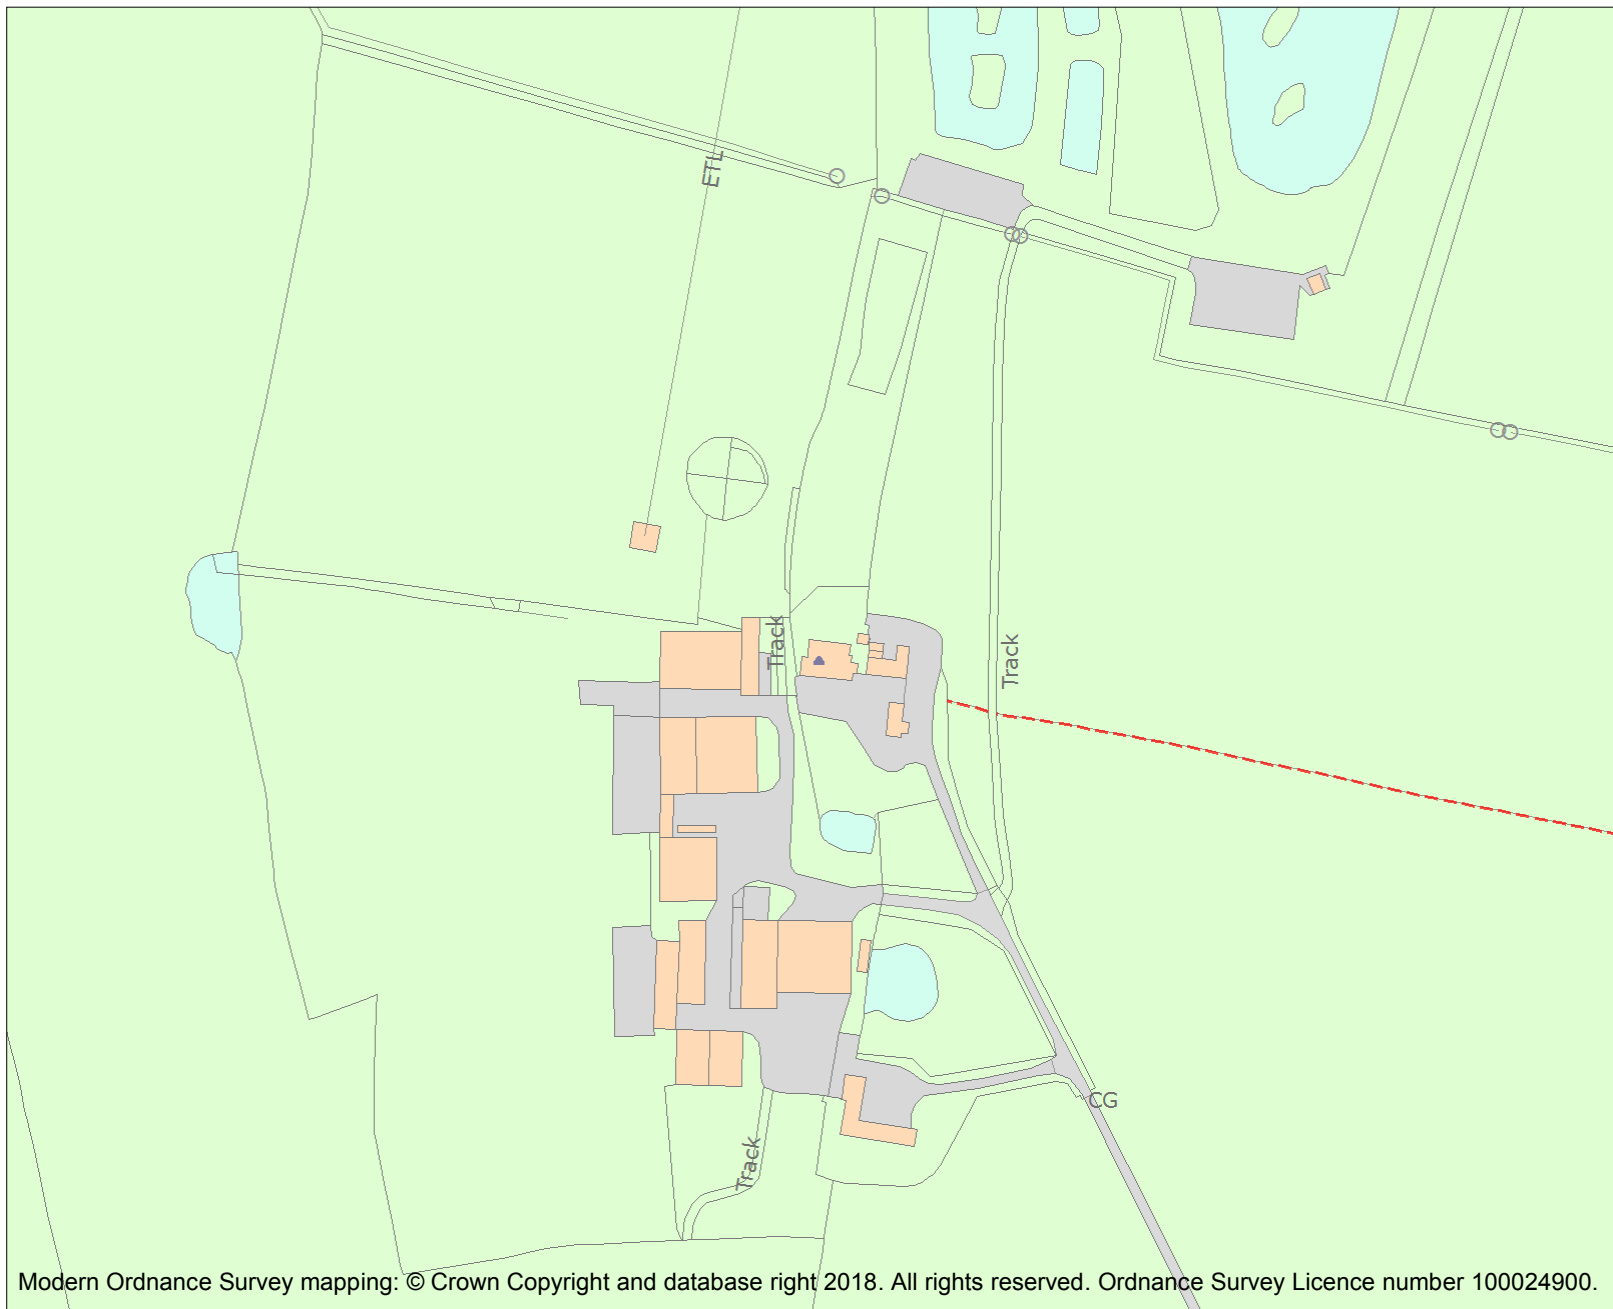 ETL
Track
Track
CG
Track
Modern Ordnance Survey mapping: © Crown Copyright and database right 2018. All rights reserved. Ordnance Survey Licence number 100024900.